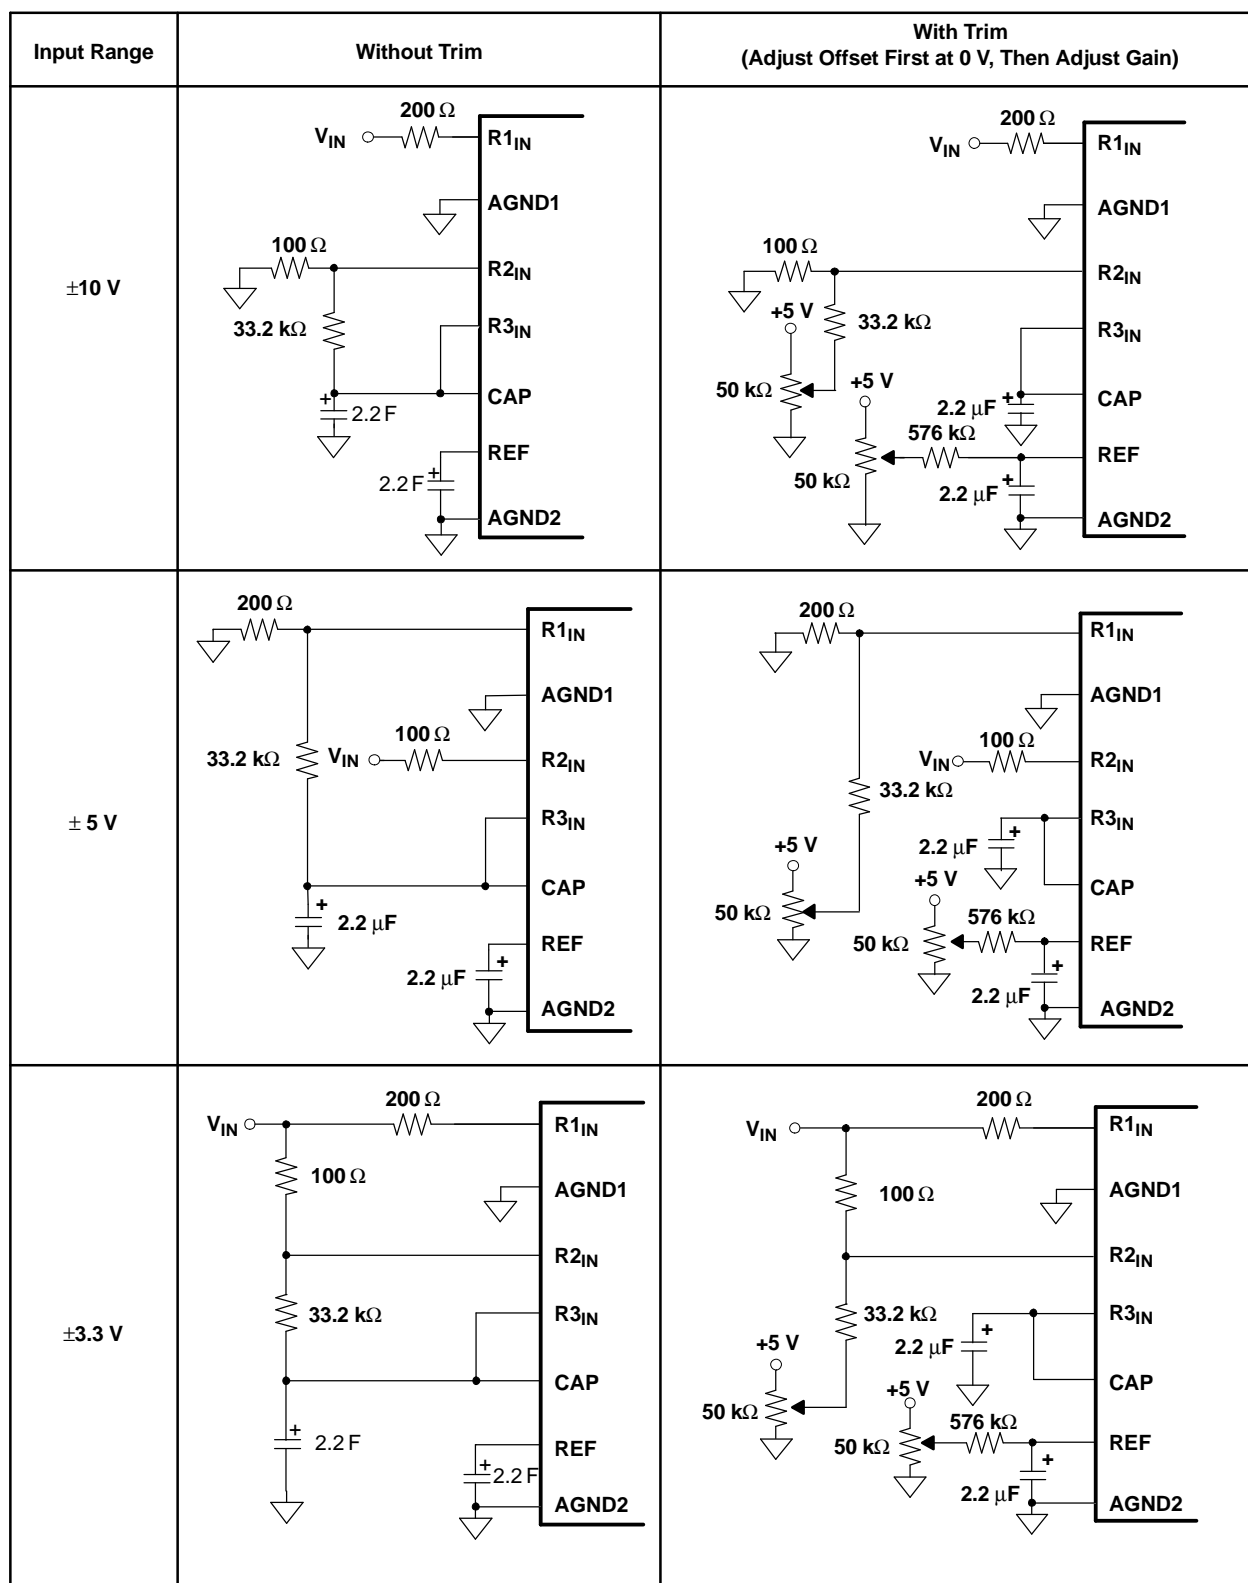 Input Range
Without Trim
With Trim
(Adjust Offset First at 0 V, Then Adjust Gain)
±10 V
200 Ω
VIN
R1IN
AGND1
100 Ω
R2IN
33.2 kΩ
R3IN
CAP
+
2.2 F
REF
+
2.2 F
AGND2
200 Ω
VIN
R1IN
AGND1
100 Ω
R2IN
+5 V
33.2 kΩ
R3IN
50 kΩ
+5 V
CAP
2.2 μF
+
576 kΩ
REF
50 kΩ
2.2 μF
+
AGND2
± 5 V
200 Ω
R1IN
AGND1
33.2 kΩ
VIN
100 Ω
R2IN
R3IN
CAP
+
2.2 μF
REF
+
2.2 μF
AGND2
200 Ω
R1IN
AGND1
100 Ω
VIN
R2IN
33.2 kΩ
R3IN
+
2.2 μF
+5 V
+5 V
CAP
50 kΩ
576 kΩ
50 kΩ
REF
+
2.2 μF
AGND2
±3.3 V
200 Ω
VIN
R1IN
100 Ω
AGND1
R2IN
33.2 kΩ
R3IN
CAP
+
2.2 F
REF
+
2.2 F
AGND2
200 Ω
VIN
R1IN
100 Ω
AGND1
R2IN
33.2 kΩ
R3IN
+
2.2 μF
+5 V
CAP
+5 V
50 kΩ
576 kΩ
50 kΩ
REF
+
2.2 μF
AGND2